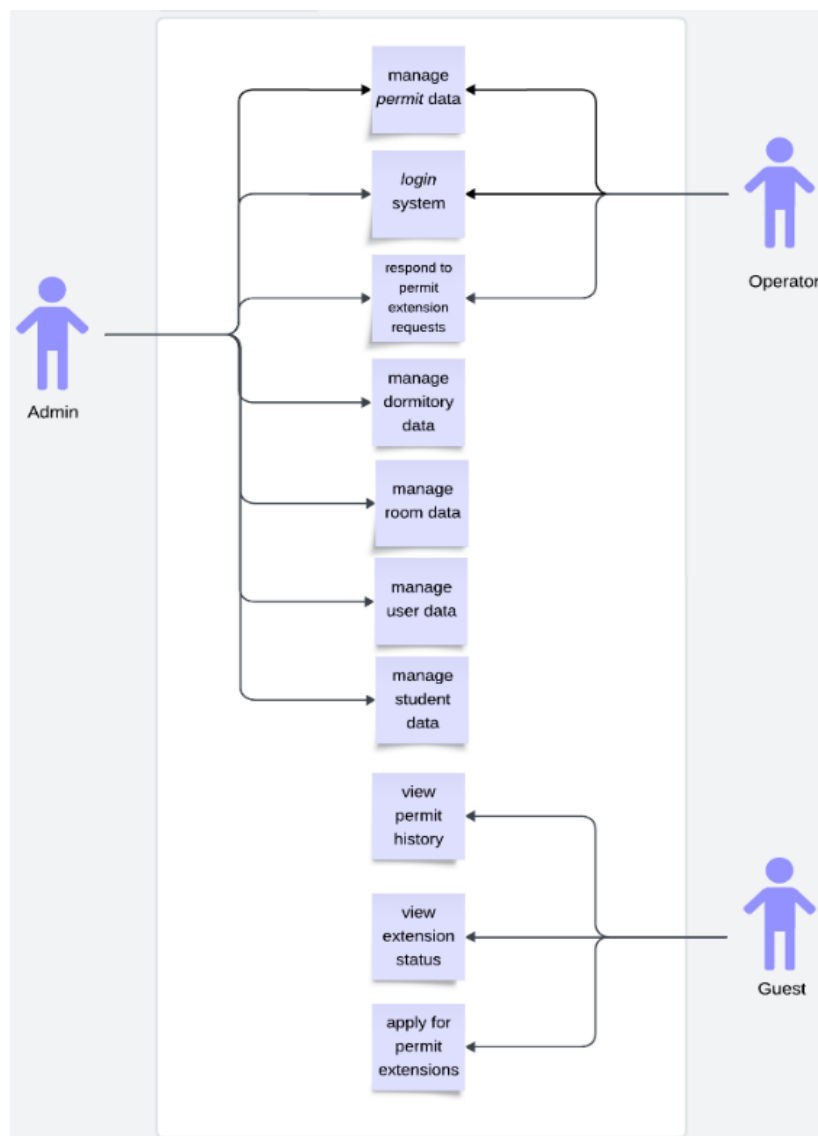 manage
permit data
login
system
respond to
permit
extension
requests
manage
dormitory
data
manage
room data
manage
user data
manage
student
data
view
permit
history
view
extension
status
apply for
permit
extensions
Admin
Operator
Guest